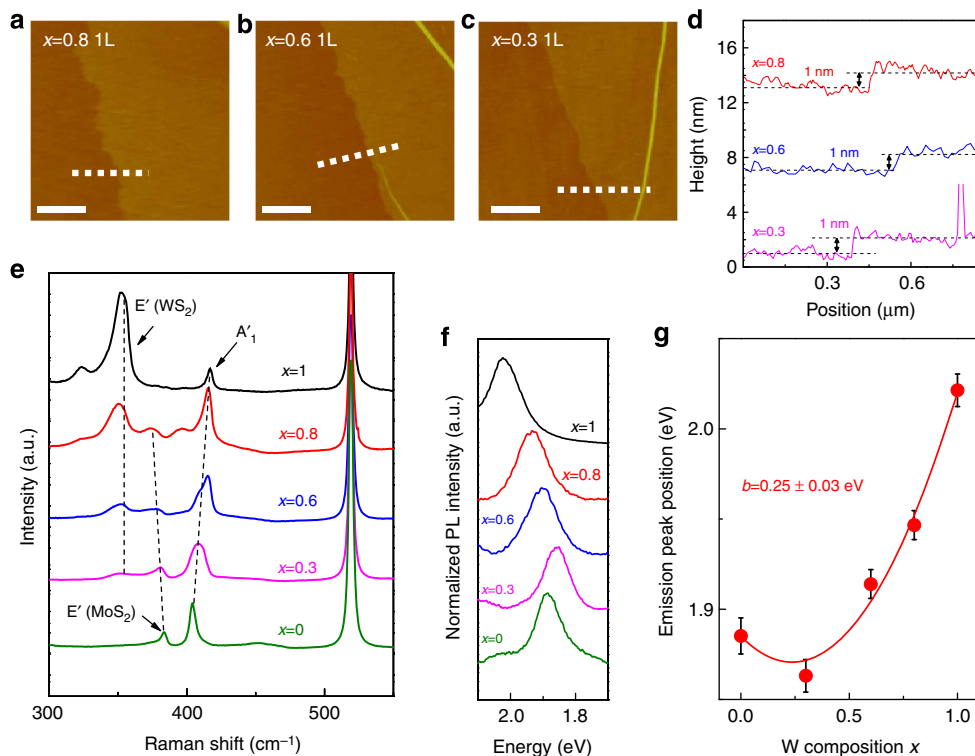 a
x=0.8 1L
b
x=0.6 1L
c
x=0.3 1L
d
Height (nm)
16
12
8
4
0
x=0.8
1 nm
x=0.6
1 nm
x=0.3
1 nm
0.3
0.6
Position (μm)
e
Intensity (a.u.)
E′ (WS₂)
A′₁
x=1
x=0.8
x=0.6
x=0.3
E′ (MoS₂)
x=0
300
400
500
Raman shift (cm⁻¹)
f
Normalized PL intensity (a.u.)
x=1
x=0.8
x=0.6
x=0.3
x=0
2.0
1.8
Energy (eV)
g
Emission peak position (eV)
2.0
1.9
b=0.25 ± 0.03 eV
0.0
0.5
1.0
W composition x